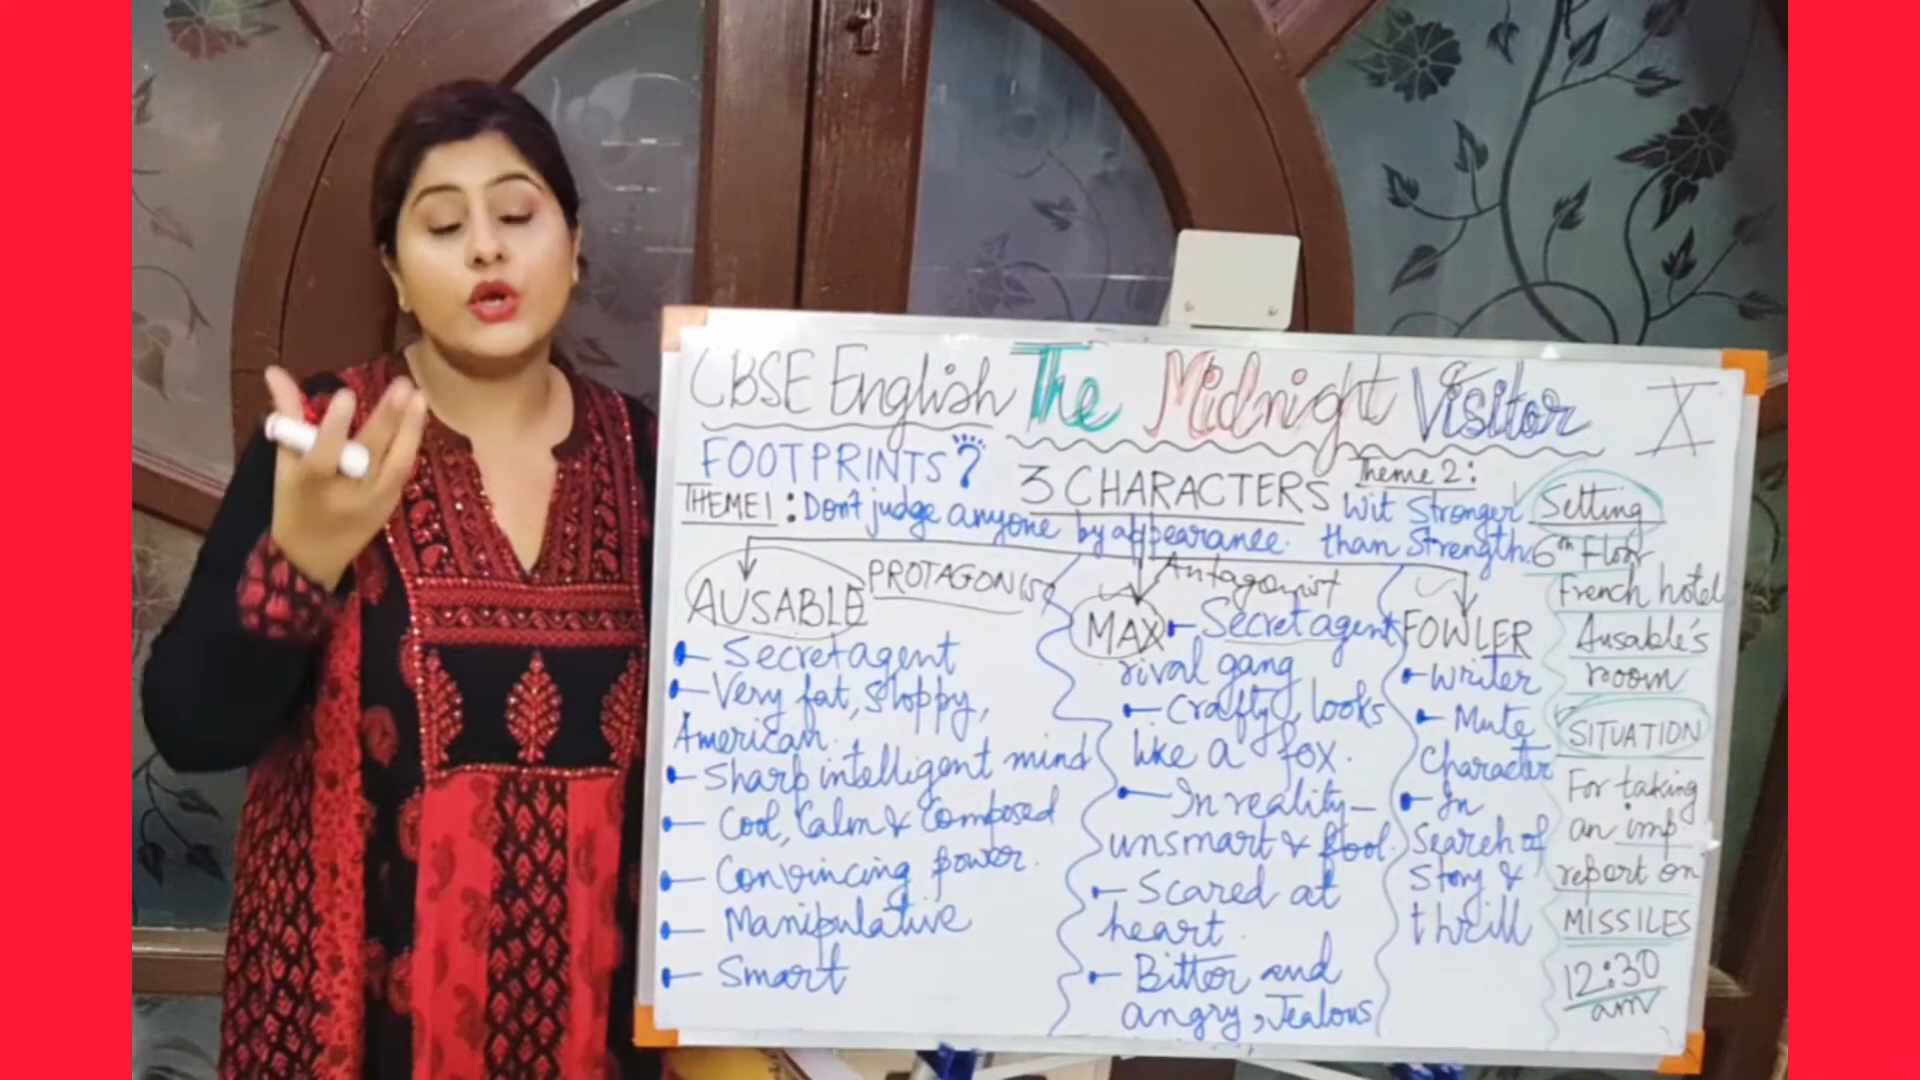 CBSE English The Midnight Visitor X
FOOTPRINTS
3 CHARACTERS
THEME 1 : Don't judge anyone by appearance.
Theme 2 :
Wit Stronger
than Strength.
AUSABLE PROTAGONIST
Secret agent
Very fat, sloppy,
American.
Sharp intelligent mind
Cool, Calm & Composed
Convincing power.
Manipulative
Smart
Antagonist
MAX Secret agent
rival gang
Crafty, looks
like a fox.
In reality –
unsmart & fool.
Scared at
heart.
Bitter and
angry, Jealous
FOWLER
Writer
Mute
Character
In
Search of
story &
thrill
Setting
6th Floor
French hotel
Ausable's
room
SITUATION
For taking
an imp.
report on
MISSILES
12:30
am